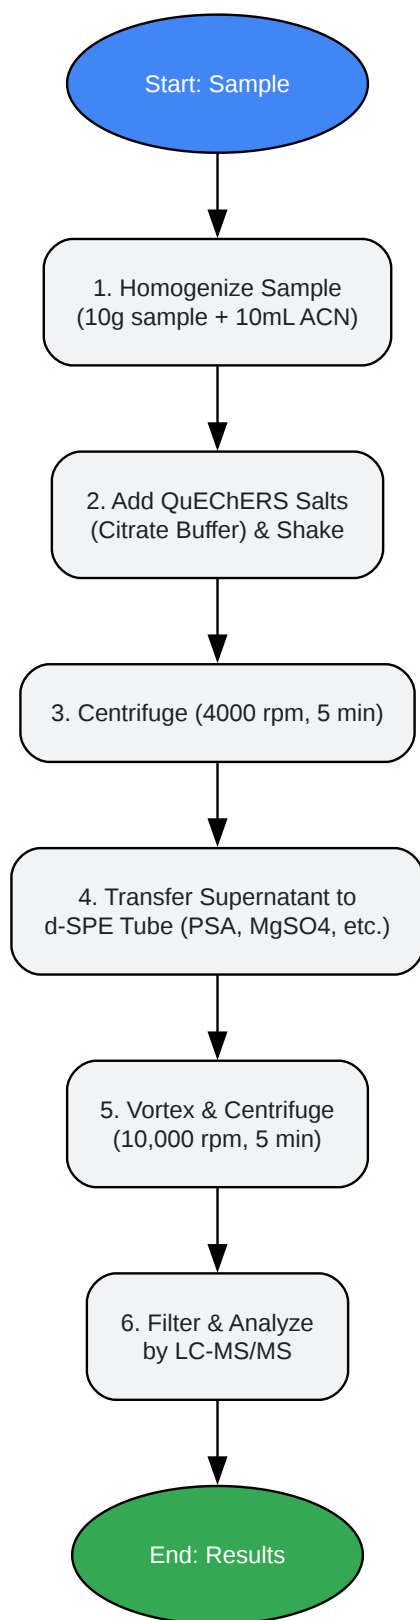 Start: Sample
1. Homogenize Sample
(10g sample + 10mL ACN)
2. Add QuEChERS Salts
(Citrate Buffer) & Shake
3. Centrifuge (4000 rpm, 5 min)
4. Transfer Supernatant to
d-SPE Tube (PSA, MgSO4, etc.)
5. Vortex & Centrifuge
(10,000 rpm, 5 min)
6. Filter & Analyze
by LC-MS/MS
End: Results